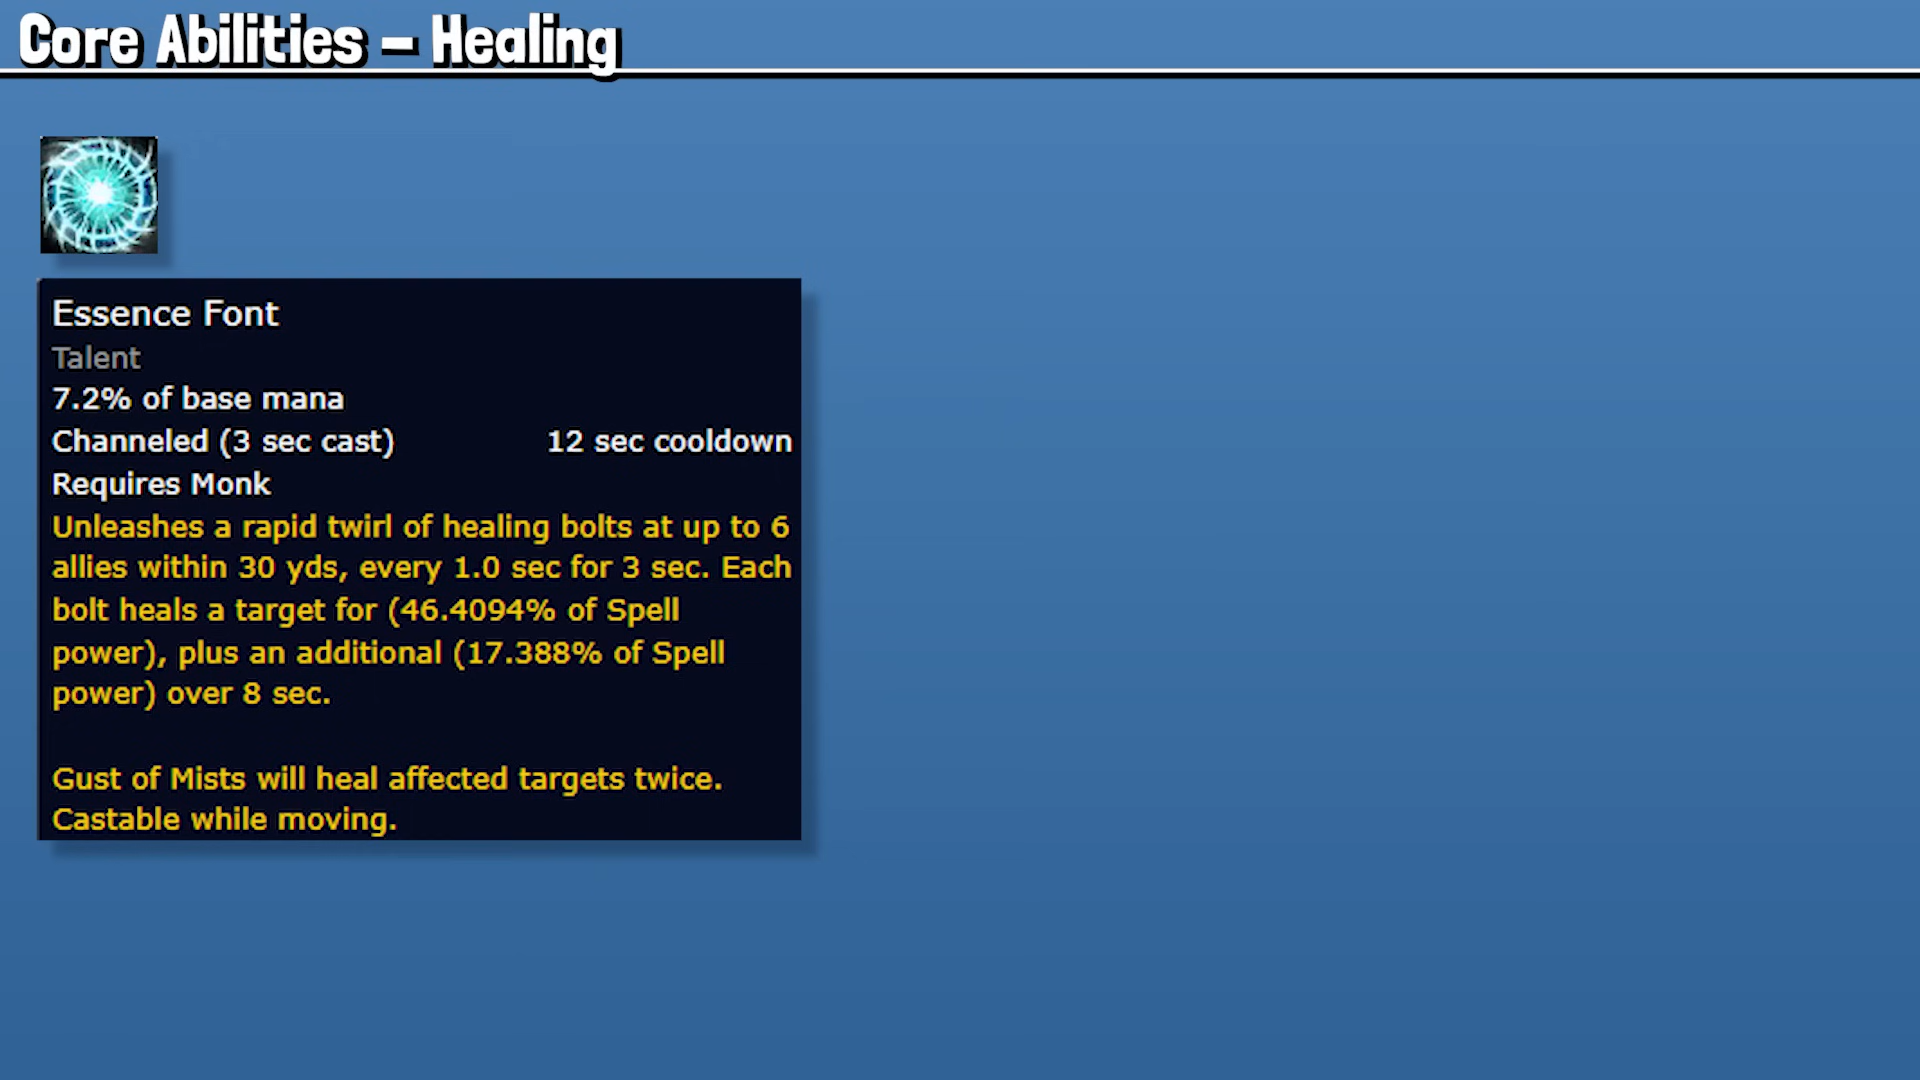 Core Abilities – Healing
Essence Font
Talent
7.2% of base mana
Channeled (3 sec cast) 12 sec cooldown
Requires Monk
Unleashes a rapid twirl of healing bolts at up to 6
allies within 30 yds, every 1.0 sec for 3 sec. Each
bolt heals a target for (46.4094% of Spell
power), plus an additional (17.388% of Spell
power) over 8 sec.
Gust of Mists will heal affected targets twice.
Castable while moving.